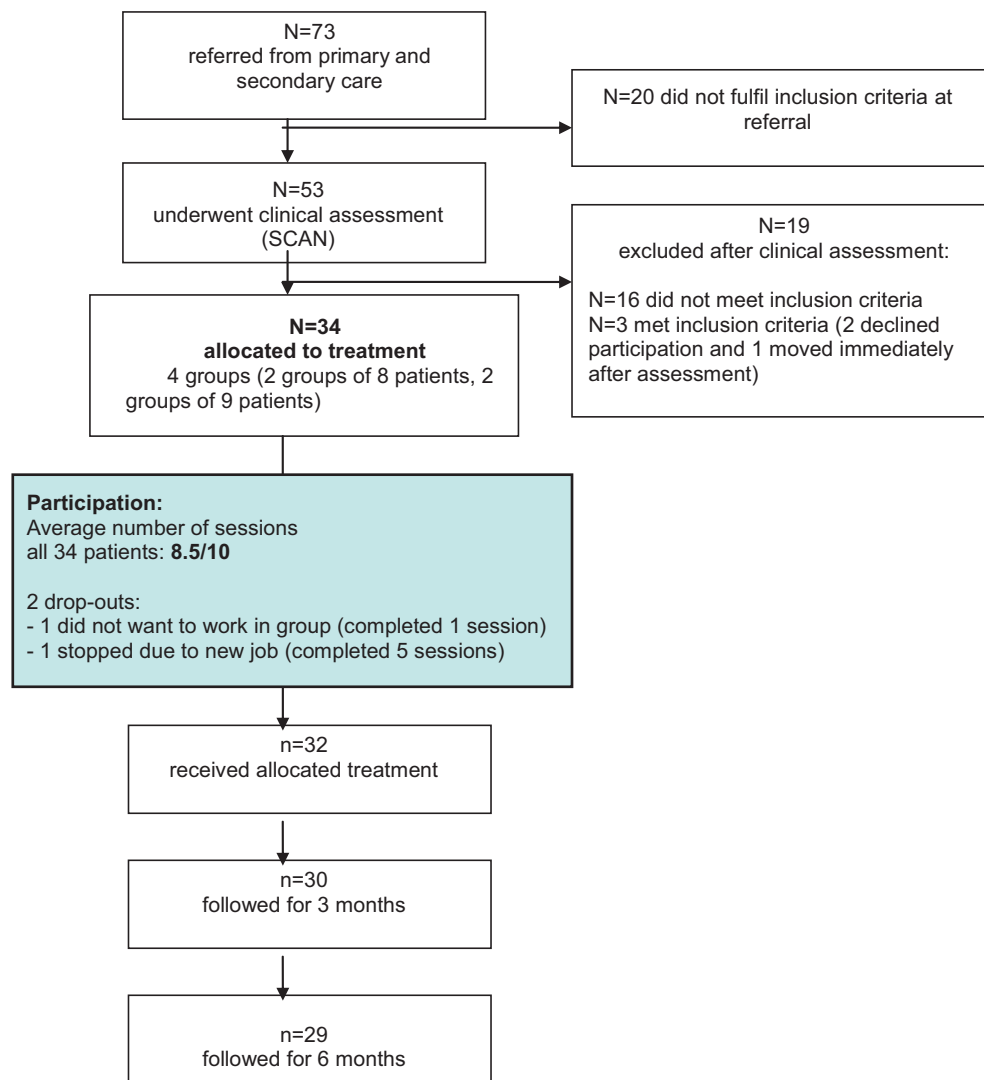 N=73
referred from primary and
secondary care
N=20 did not fulfil inclusion criteria at
referral
N=53
underwent clinical assessment
(SCAN)
N=19
excluded after clinical assessment:
N=16 did not meet inclusion criteria
N=3 met inclusion criteria (2 declined
participation and 1 moved immediately
after assessment)
N=34
allocated to treatment
4 groups (2 groups of 8 patients, 2
groups of 9 patients)
Participation:
Average number of sessions
all 34 patients: 8.5/10
2 drop-outs:
- 1 did not want to work in group (completed 1 session)
- 1 stopped due to new job (completed 5 sessions)
n=32
received allocated treatment
n=30
followed for 3 months
n=29
followed for 6 months